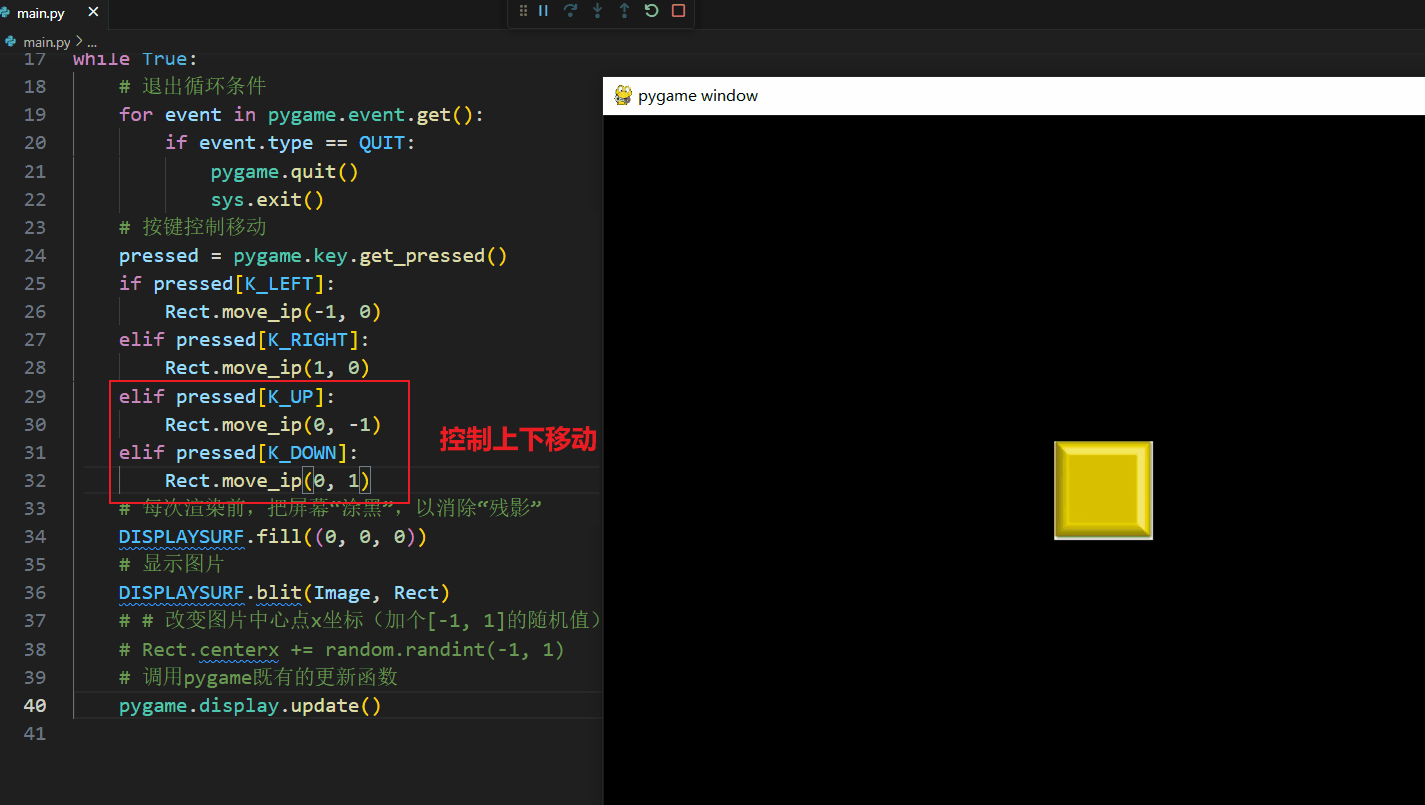 main.py
main.py > ...
17 while True:
18 # 退出循环条件
19 for event in pygame.event.get():
20 if event.type == QUIT:
21 pygame.quit()
22 sys.exit()
23 # 按键控制移动
24 pressed = pygame.key.get_pressed()
25 if pressed[K_LEFT]:
26 Rect.move_ip(-1, 0)
27 elif pressed[K_RIGHT]:
28 Rect.move_ip(1, 0)
29 elif pressed[K_UP]:
30 Rect.move_ip(0, -1)
31 elif pressed[K_DOWN]:
32 Rect.move_ip(0, 1)
33 # 每次渲染前，把屏幕“涂黑”，以消除“残影”
34 DISPLAYSURF.fill((0, 0, 0))
35 # 显示图片
36 DISPLAYSURF.blit(Image, Rect)
37 # # 改变图片中心点x坐标（加个[-1, 1]的随机值）
38 # Rect.centerx += random.randint(-1, 1)
39 # 调用pygame既有的更新函数
40 pygame.display.update()
41
控制上下移动
pygame window